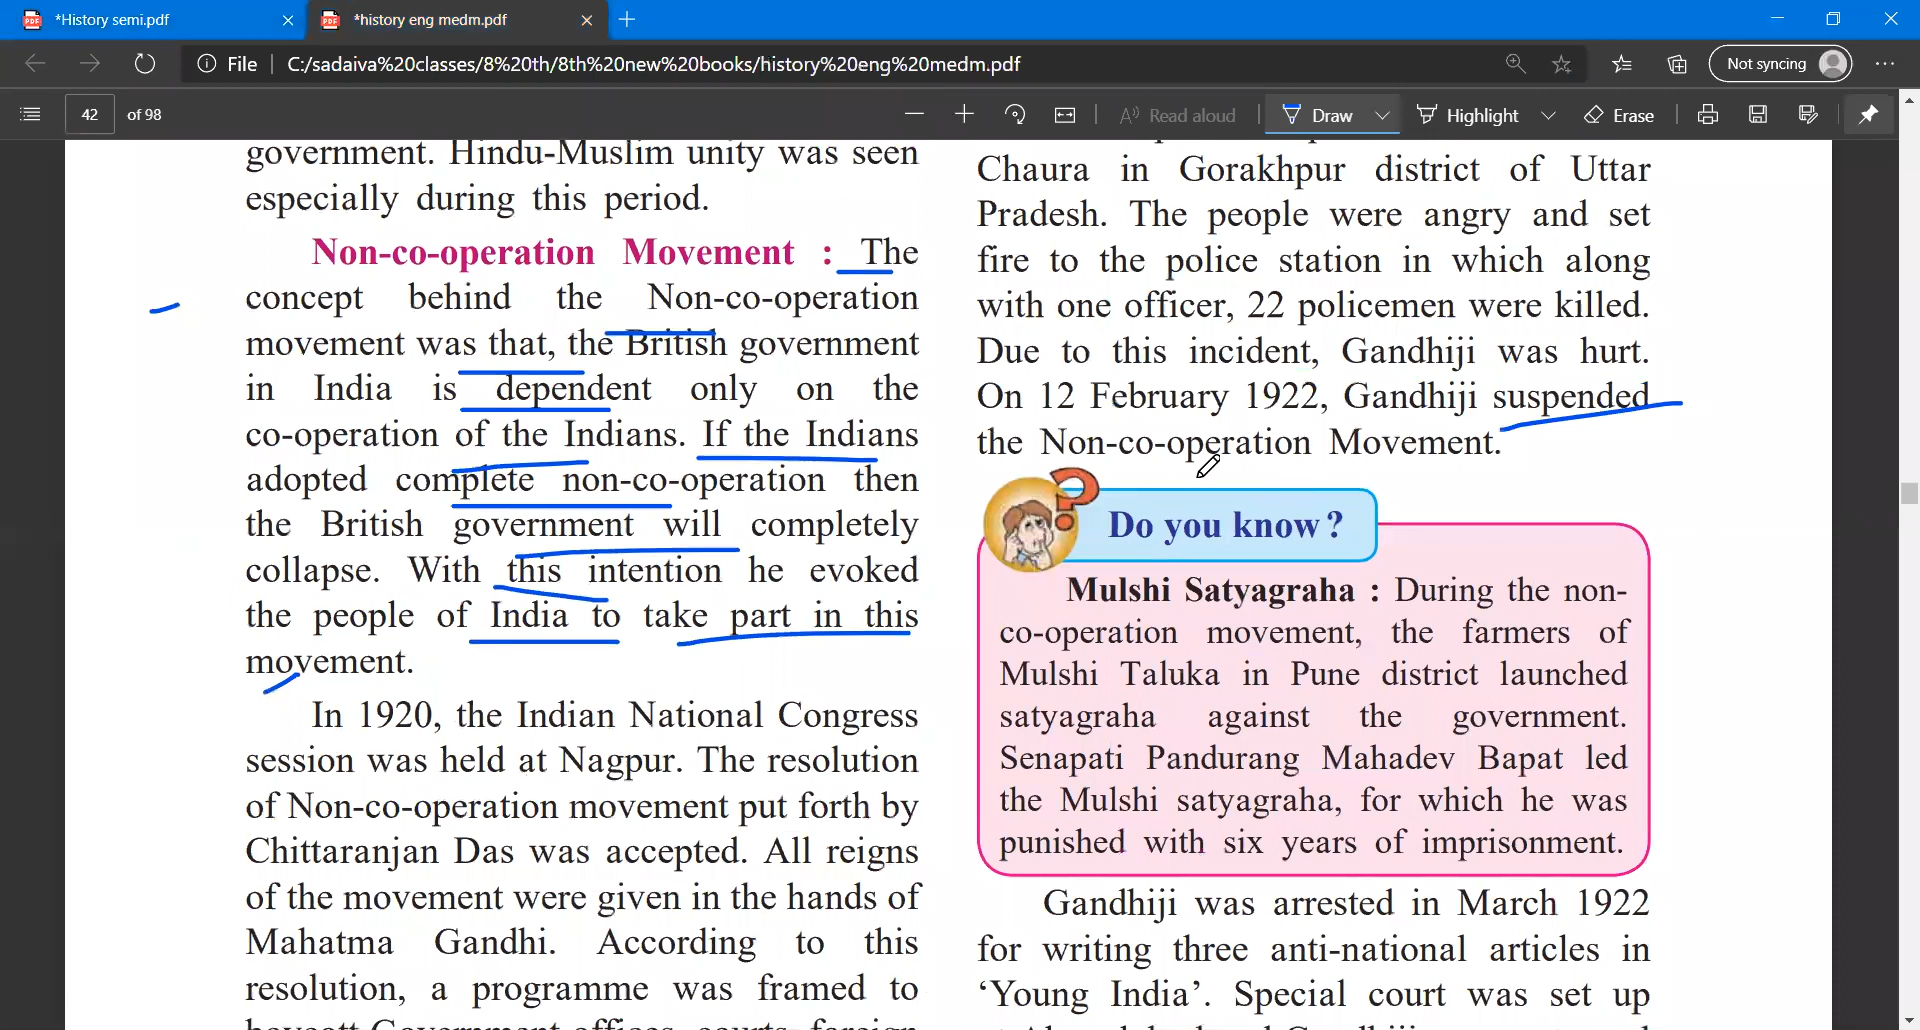 *History semi.pdf
*history eng medm.pdf
File
C:/sadaiva%20classes/8%20th/8th%20new%20books/history%20eng%20medm.pdf
Not syncing
42 of 98
Read aloud
Draw
Highlight
Erase
government. Hindu-Muslim unity was seen
especially during this period.
Non-co-operation Movement : The
concept behind the Non-co-operation
movement was that, the British government
in India is dependent only on the
co-operation of the Indians. If the Indians
adopted complete non-co-operation then
the British government will completely
collapse. With this intention he evoked
the people of India to take part in this
movement.
In 1920, the Indian National Congress
session was held at Nagpur. The resolution
of Non-co-operation movement put forth by
Chittaranjan Das was accepted. All reigns
of the movement were given in the hands of
Mahatma Gandhi. According to this
resolution, a programme was framed to
Chaura in Gorakhpur district of Uttar
Pradesh. The people were angry and set
fire to the police station in which along
with one officer, 22 policemen were killed.
Due to this incident, Gandhiji was hurt.
On 12 February 1922, Gandhiji suspended
the Non-co-operation Movement.
Do you know?
Mulshi Satyagraha : During the non-
co-operation movement, the farmers of
Mulshi Taluka in Pune district launched
satyagraha against the government.
Senapati Pandurang Mahadev Bapat led
the Mulshi satyagraha, for which he was
punished with six years of imprisonment.
Gandhiji was arrested in March 1922
for writing three anti-national articles in
‘Young India’. Special court was set up